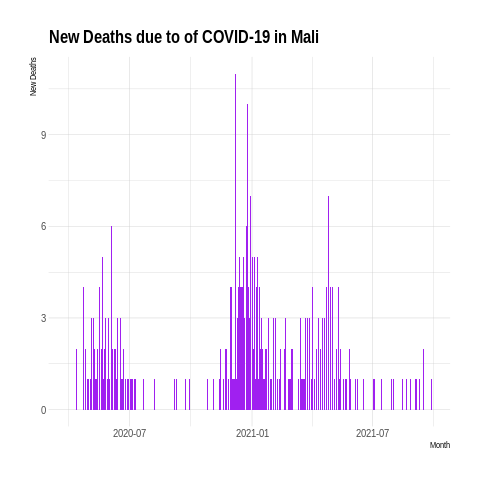 New Deaths due to of COVID-19 in Mali
New Deaths
9
6
3
0
2020-07
2021-01
2021-07
Month